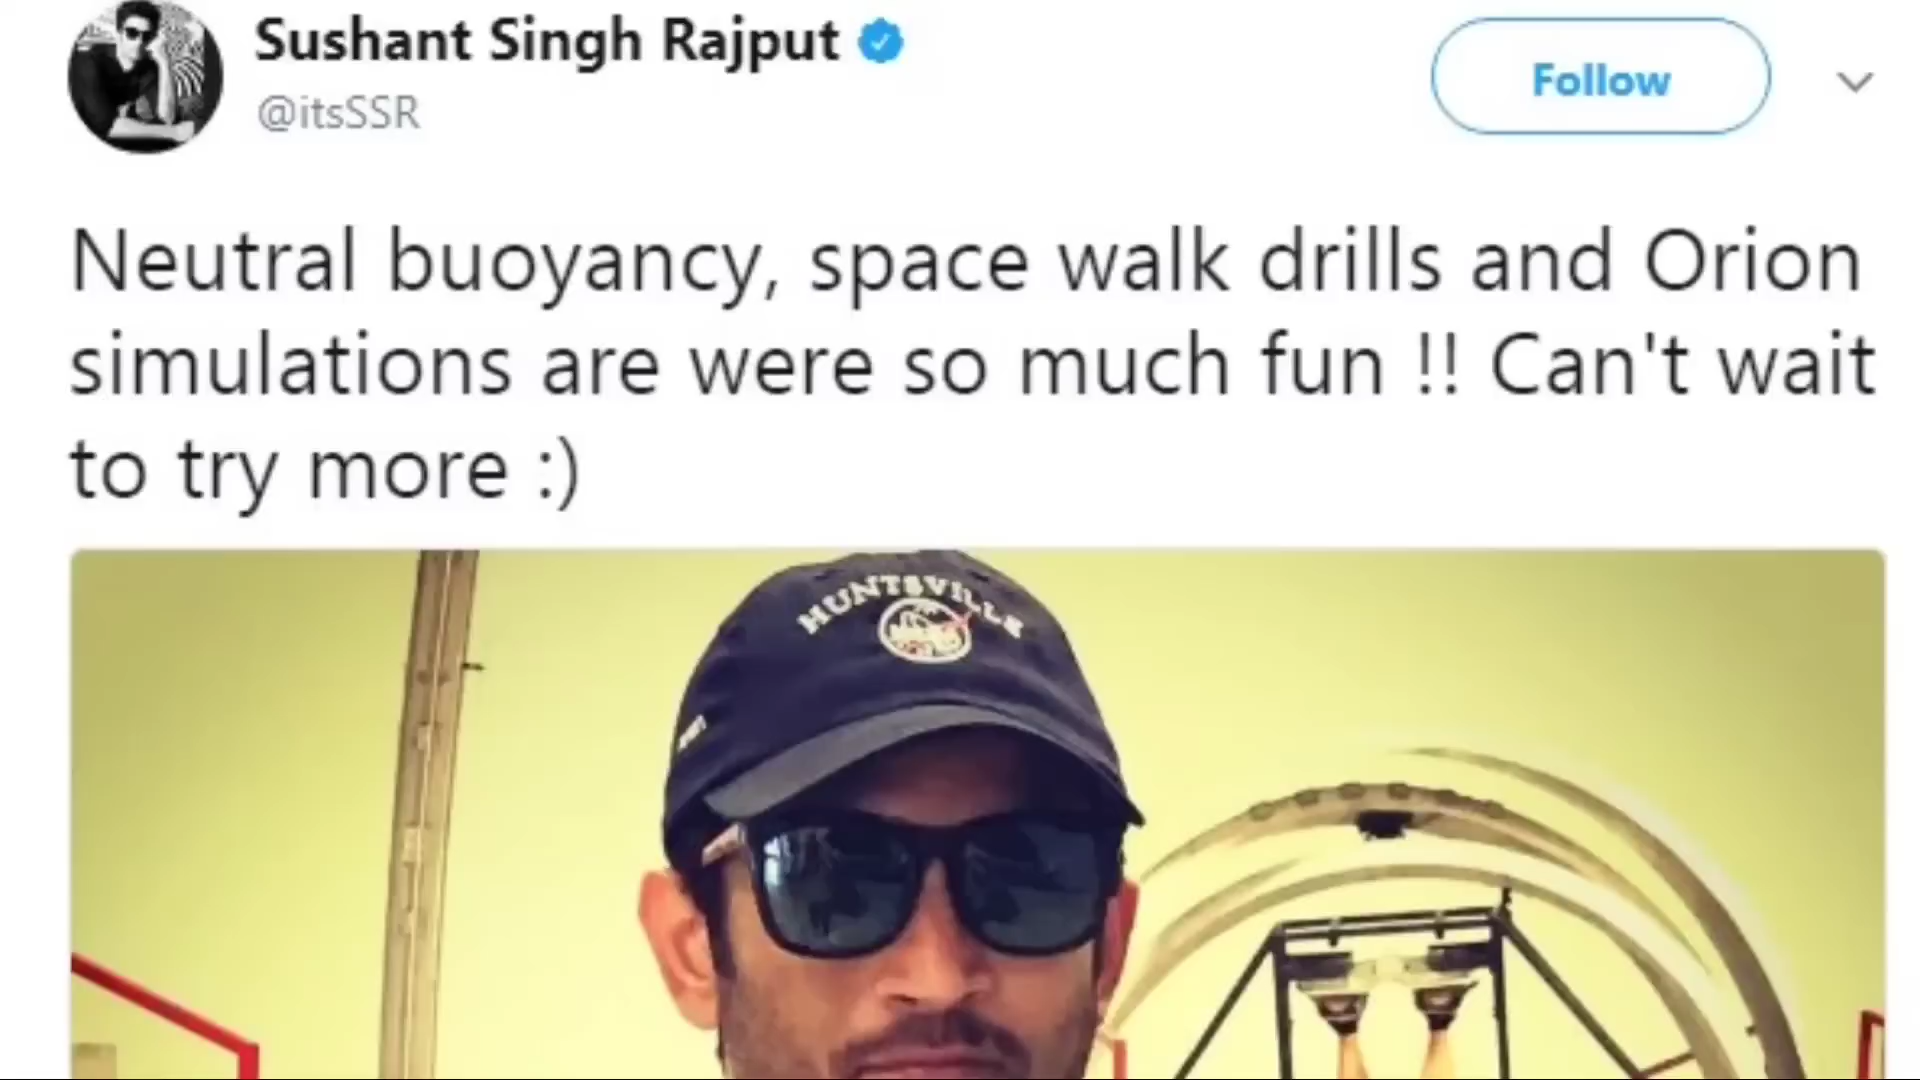 Sushant Singh Rajput
@itsSSR
Follow
Neutral buoyancy, space walk drills and Orion
simulations are were so much fun !! Can't wait
to try more :)
HUNTSVILLE